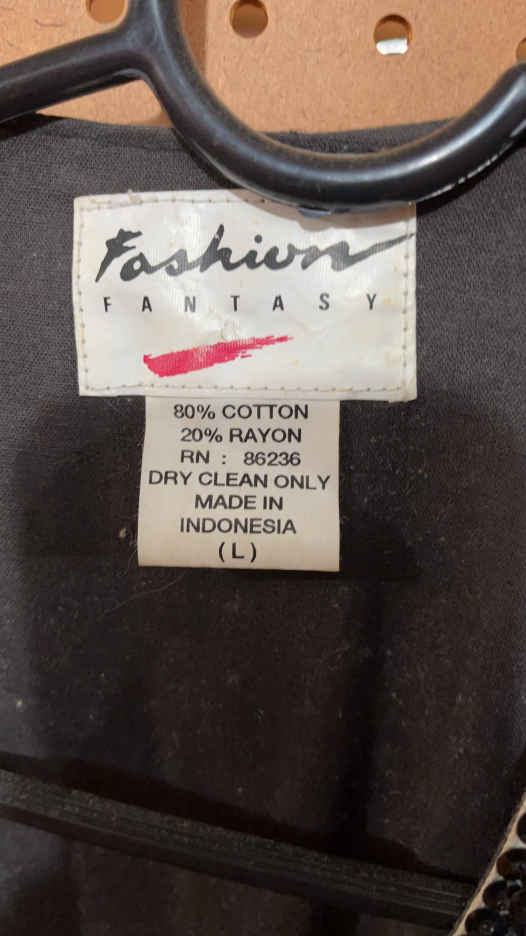 Fashion
FANTASY
80% COTTON
20% RAYON
RN : 86236
DRY CLEAN ONLY
MADE IN
INDONESIA
(L)